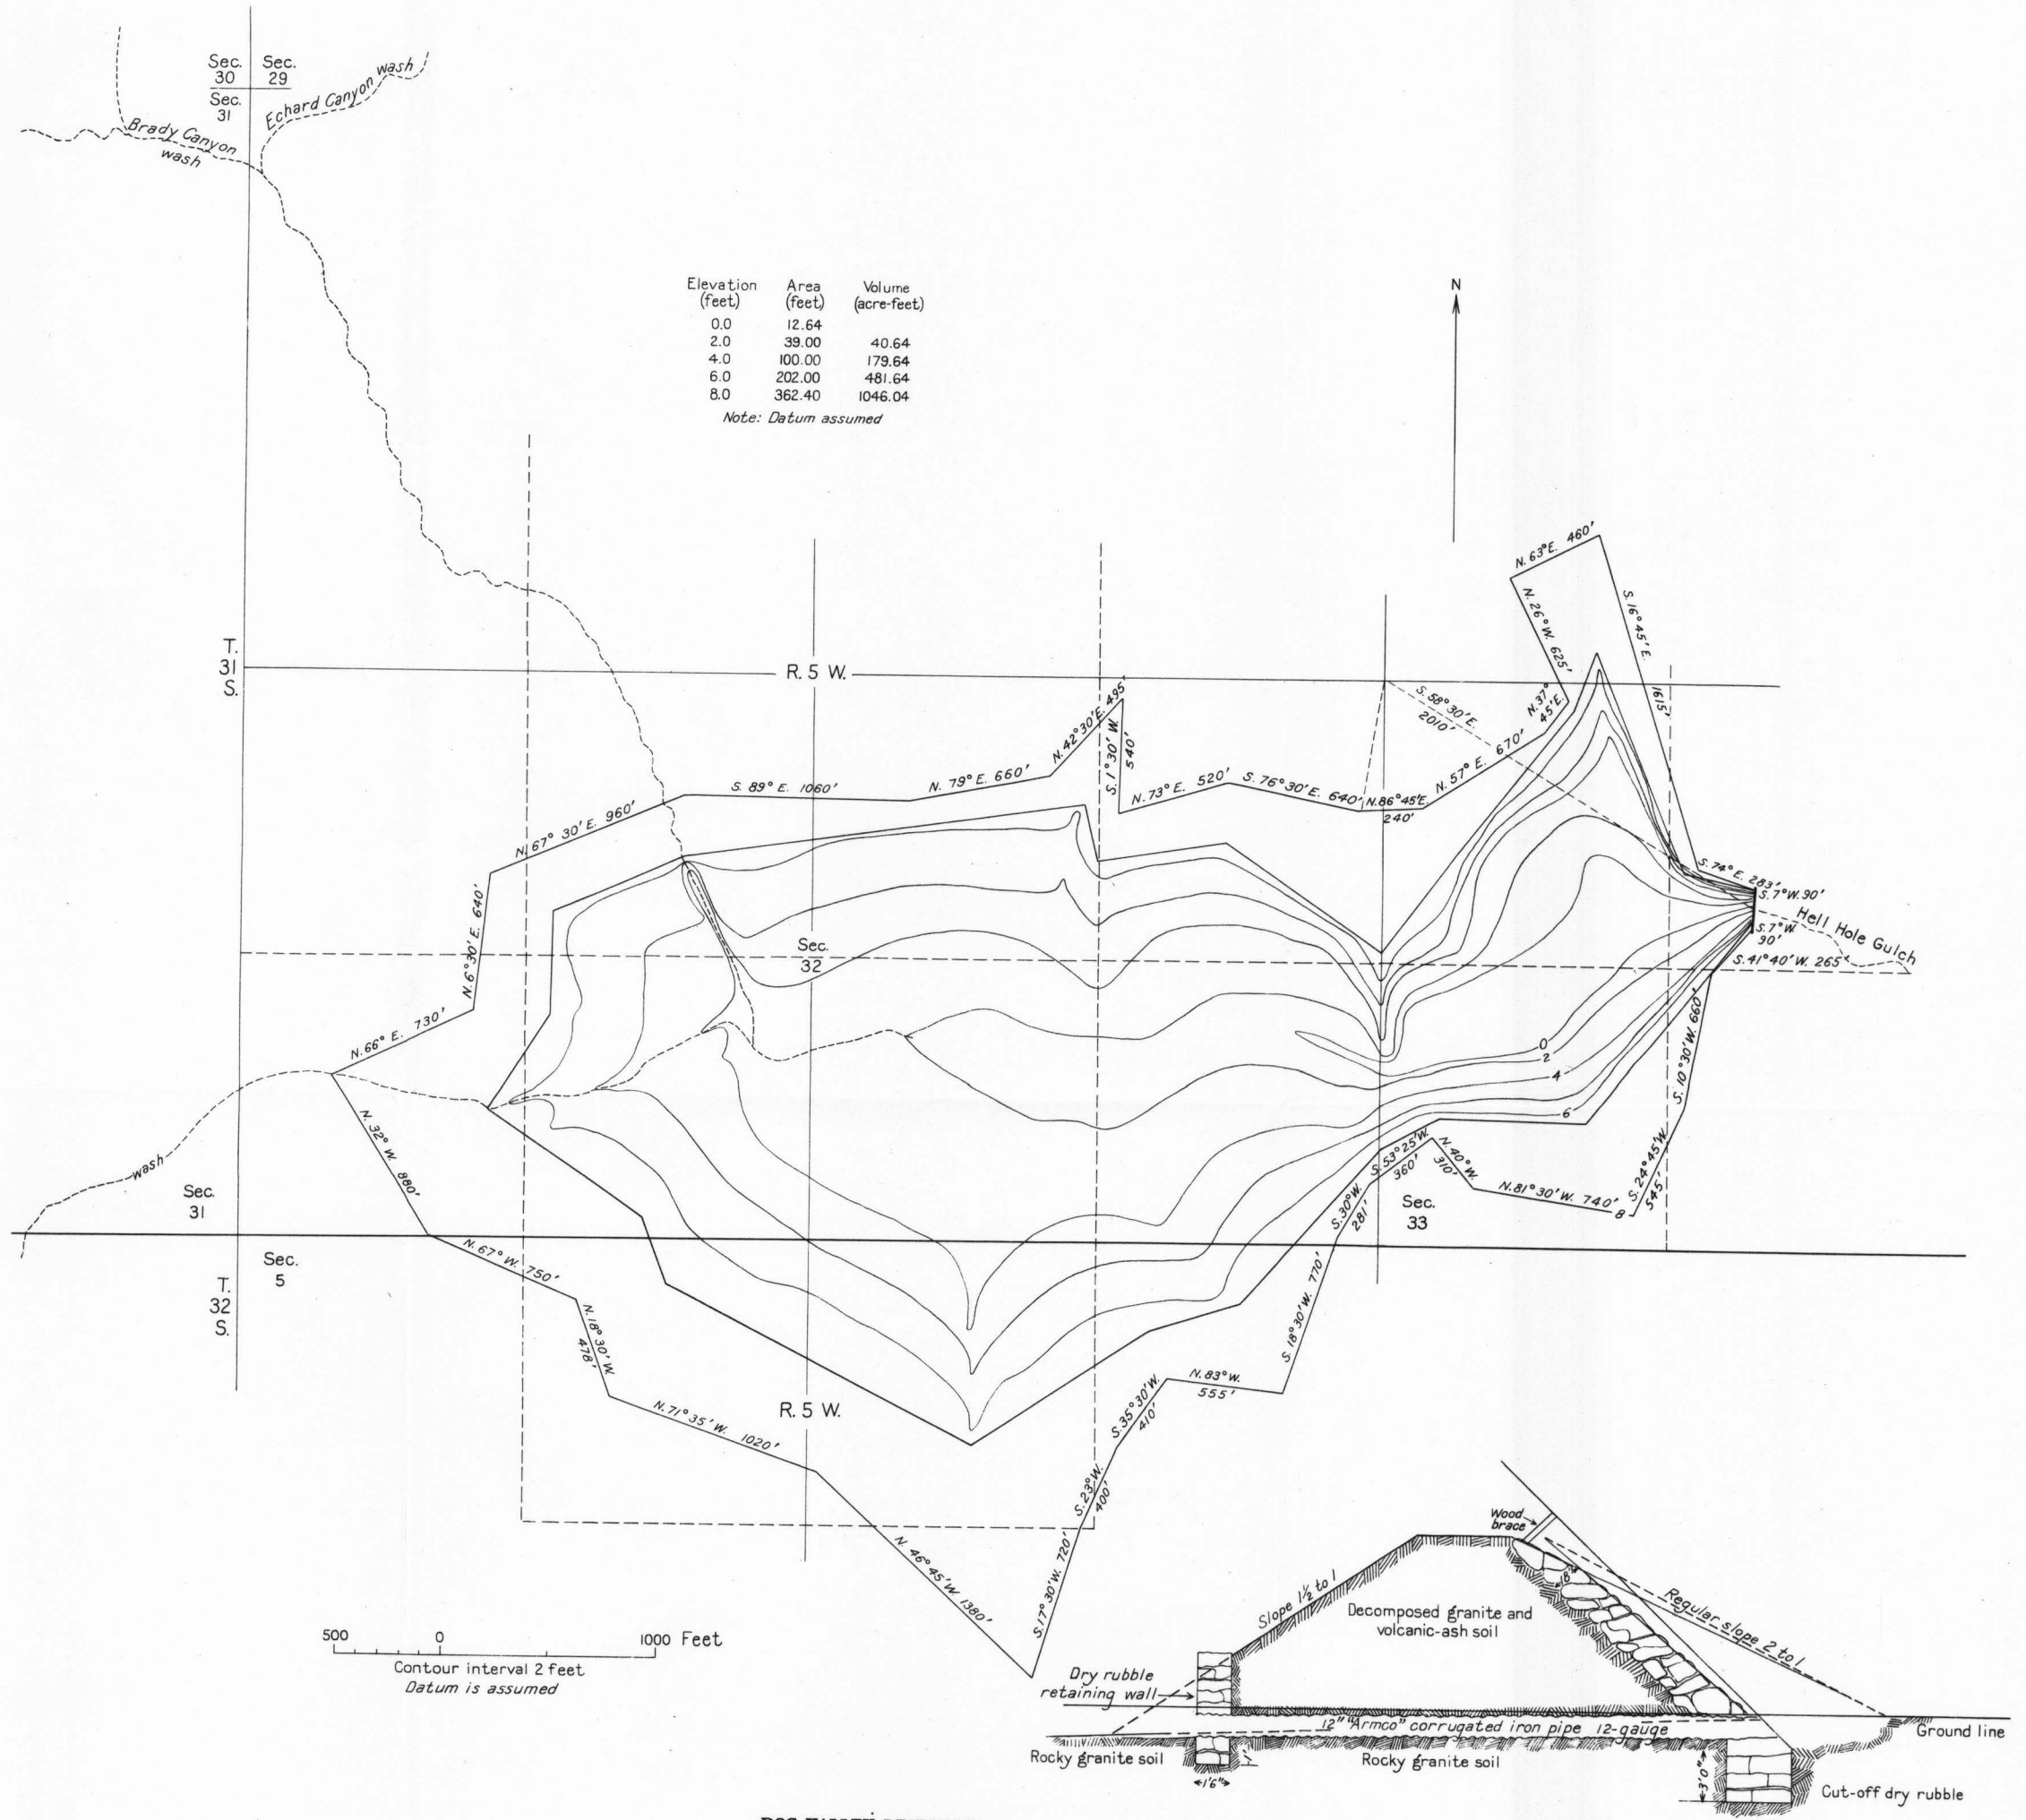 Sec. Sec.
30 29
Sec.
31
Echard Canyon wash
Brady Canyon
wash
Elevation Area Volume
(feet) (feet) (acre-feet)
0.0 12.64
2.0 39.00 40.64
4.0 100.00 179.64
6.0 202.00 481.64
8.0 362.40 1046.04
Note: Datum assumed
N
N. 63° E. 460'
N. 26° W. 625'
S. 16° 45' E.
1615'
T.
31
S.
R. 5 W.
N. 37°
45' E.
S. 58° 30' E.
2010'
N. 42° 30' E. 495'
S. 1° 30' W.
540'
N. 57° E. 670'
S. 89° E. 1060'
N. 79° E. 660'
N. 73° E. 520'
S. 76° 30' E. 640'
N. 86° 45' E.
240'
N. 67° 30' E. 960'
S. 74° E. 283'
S. 7° W. 90'
Hell Hole Gulch
S. 7° W.
90'
S. 41° 40' W. 265'
N. 6° 30' E. 640'
Sec.
32
N. 66° E. 730'
0
2
4
6
S. 10° 30' W. 660'
N. 32° W. 880'
wash
Sec.
31
S. 53° 25' W.
360'
N. 40° W.
310'
N. 81° 30' W. 740'
8
S. 24° 45' W.
545'
S. 30° W.
281'
Sec.
33
Sec.
5
N. 67° W. 750'
T.
32
S.
N. 18° 30' W.
478'
S. 18° 30' W. 770'
N. 83° W.
555'
S. 35° 30' W.
410'
R. 5 W.
N. 71° 35' W. 1020'
S. 23° W.
400'
N. 46° 45' W. 1380'
S. 17° 30' W. 720'
500 0 1000 Feet
Contour interval 2 feet
Datum is assumed
Wood
brace
18"
Slope 1½ to 1
Decomposed granite and
volcanic-ash soil
Regular slope 2 to 1
Dry rubble
retaining wall
12" "Armco" corrugated iron pipe 12-gauge
Ground line
Rocky granite soil
Rocky granite soil
1'6"
3'0"
Cut-off dry rubble